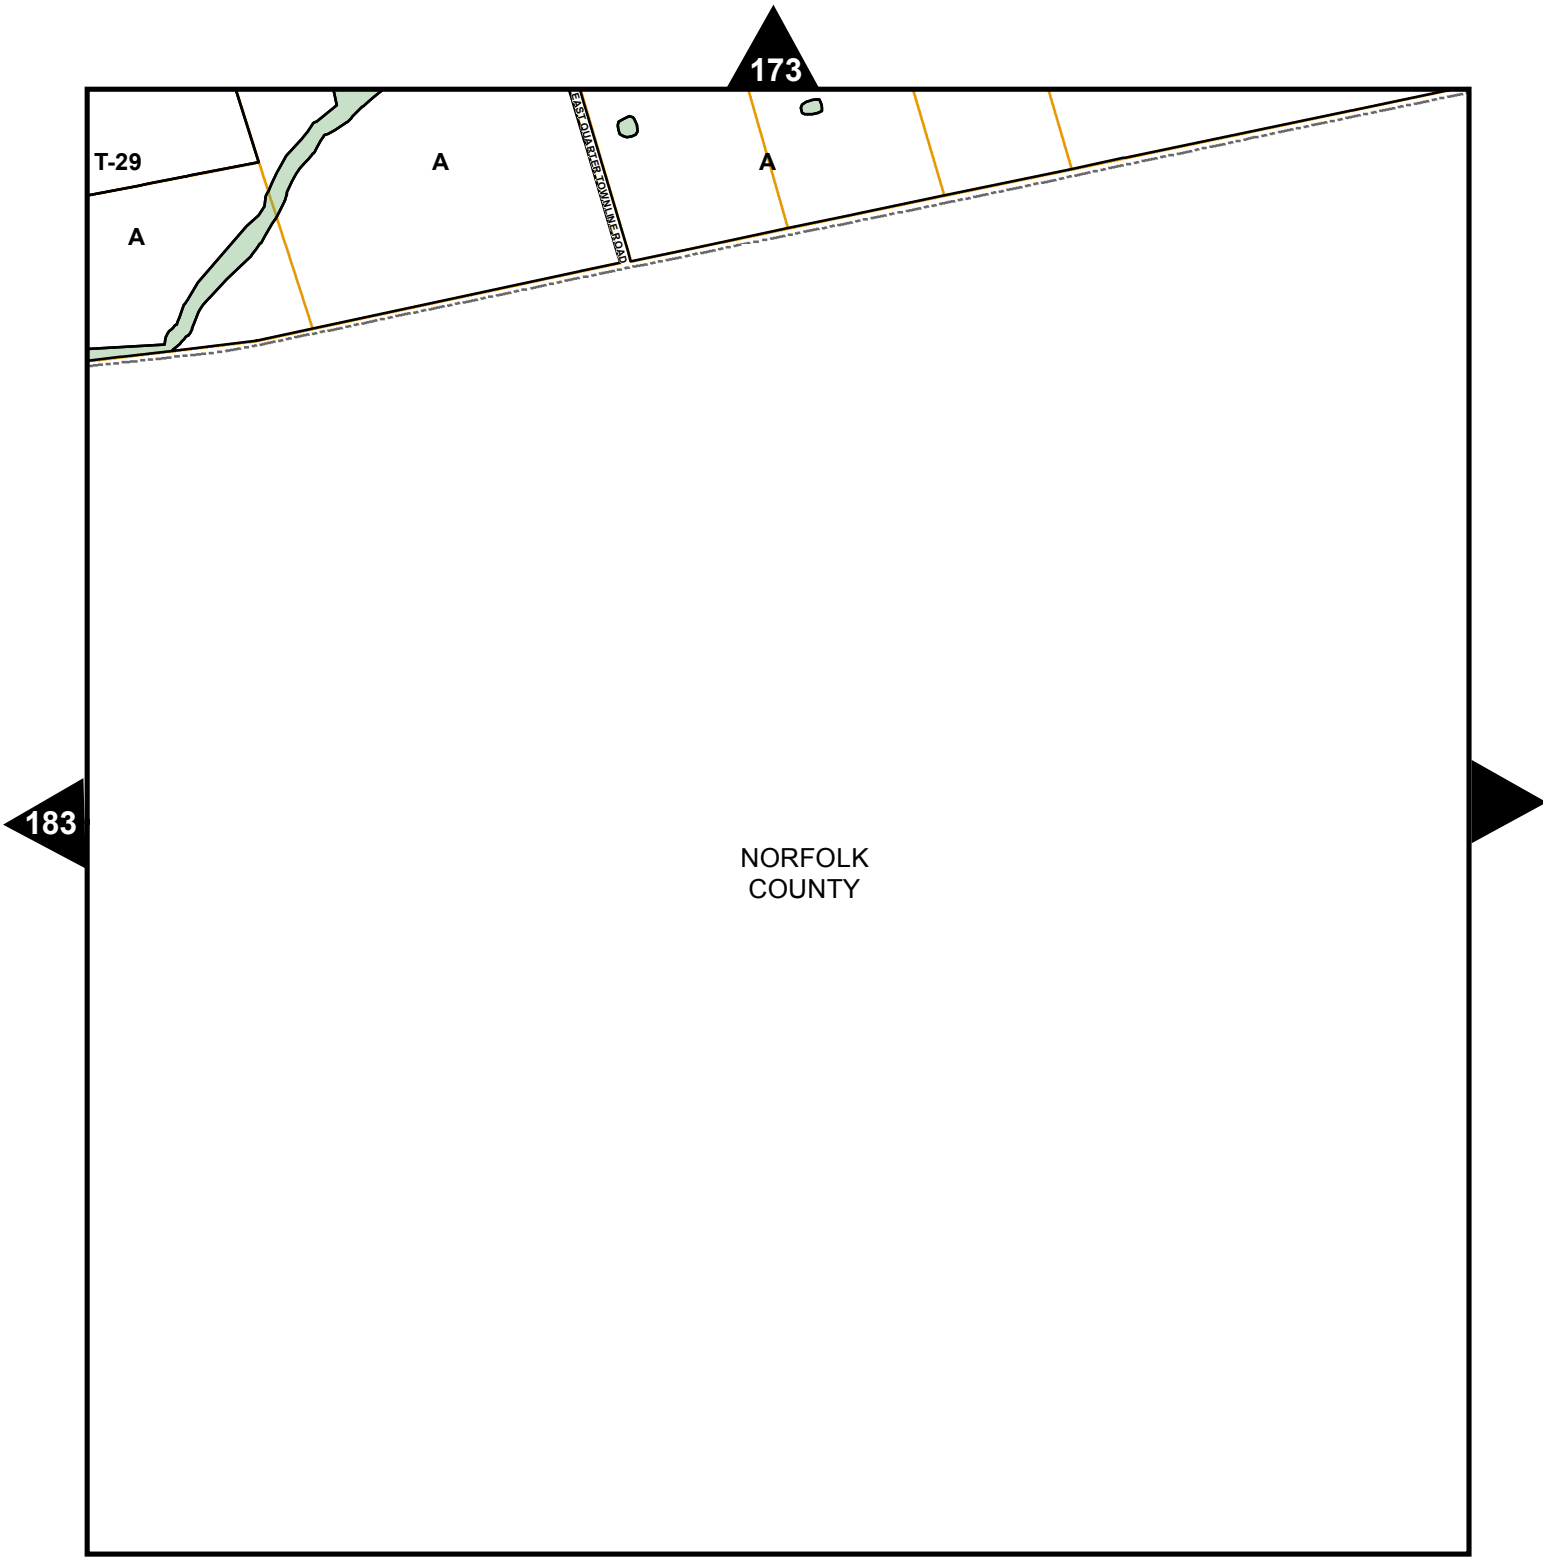 173
T-29
A
A
A
EAST QUARTER TOWNLINE ROAD
183
NORFOLK
COUNTY